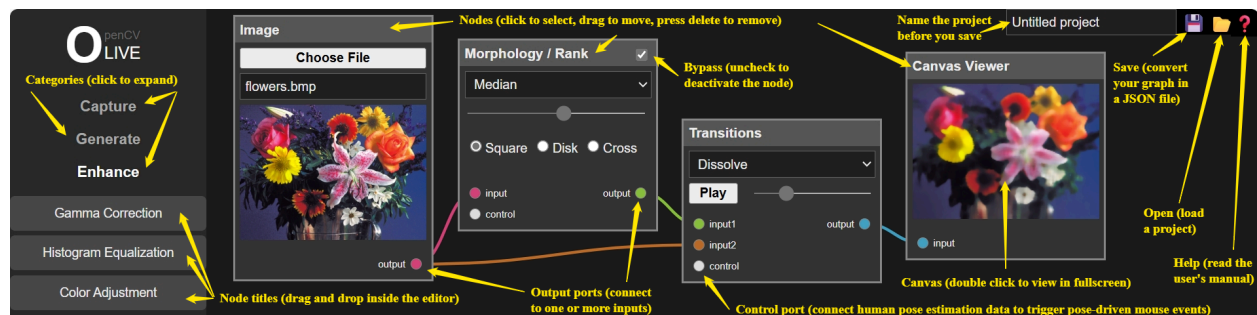 OpenCV
OLIVE
Categories (click to expand)
Capture
Generate
Enhance
Gamma Correction
Histogram Equalization
Color Adjustment
Node titles (drag and drop inside the editor)
Image
Choose File
flowers.bmp
output
Nodes (click to select, drag to move, press delete to remove)
Morphology / Rank
Median
Square
Disk
Cross
input
output
control
Bypass (uncheck to
deactivate the node)
Output ports (connect
to one or more inputs)
Transitions
Dissolve
Play
input1
output
input2
control
Control port (connect human pose estimation data to trigger pose-driven mouse events)
Name the project
before you save
Untitled project
?
Canvas Viewer
input
Canvas (double click to view in fullscreen)
Save (convert
your graph in
a JSON file)
Open (load
a project)
Help (read the
user's manual)